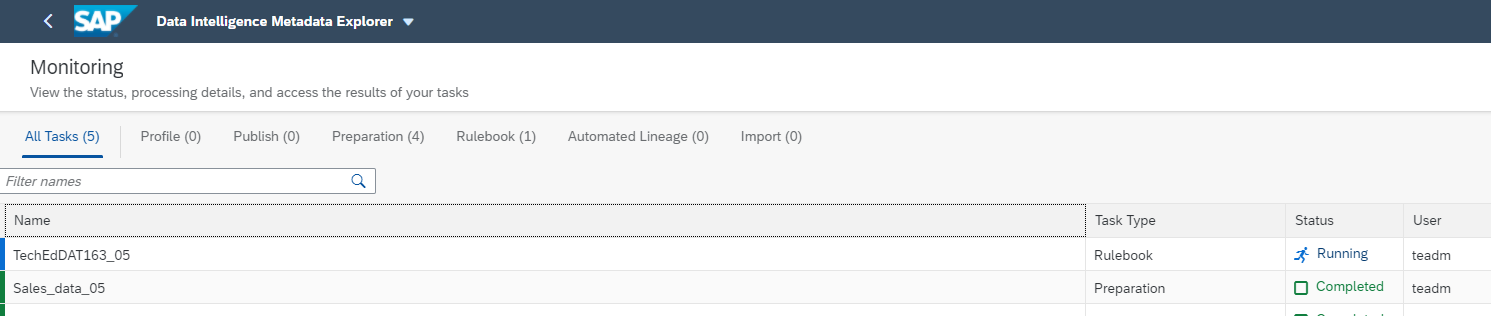 SAP Data Intelligence Metadata Explorer
Monitoring
View the status, processing details, and access the results of your tasks
All Tasks (5) Profile (0) Publish (0) Preparation (4) Rulebook (1) Automated Lineage (0) Import (0)
Filter names
Name Task Type Status User
TechEdDAT163_05 Rulebook Running teadm
Sales_data_05 Preparation Completed teadm